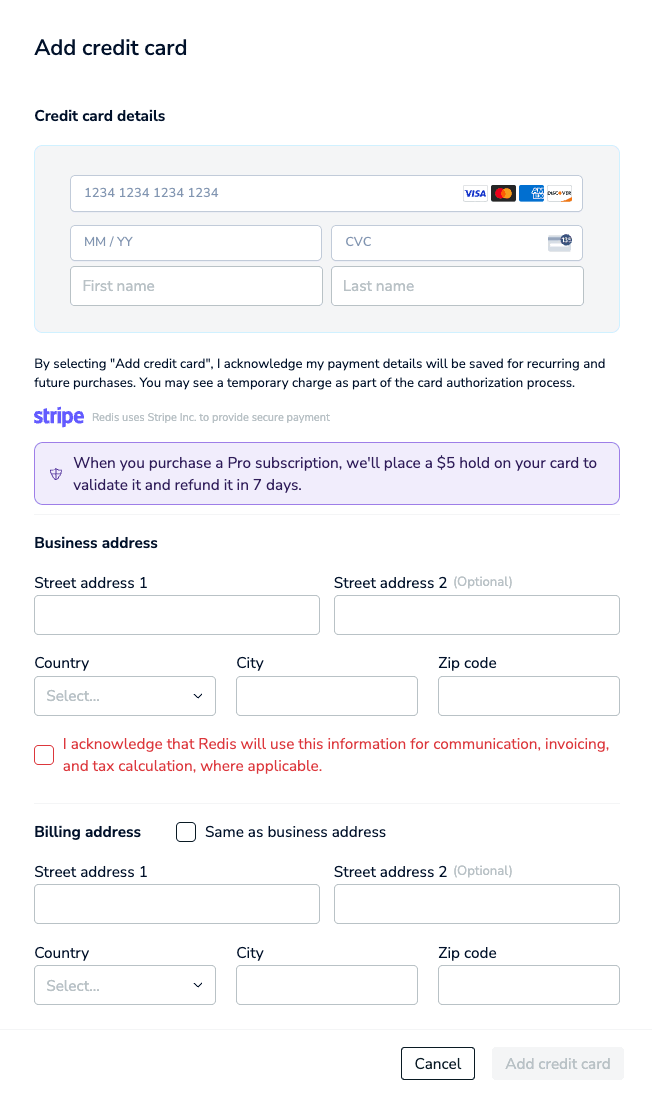 Add credit card
Credit card details
1234 1234 1234 1234 VISA AM EX DISCOVER
MM / YY CVC 135
First name Last name
By selecting "Add credit card", I acknowledge my payment details will be saved for recurring and
future purchases. You may see a temporary charge as part of the card authorization process.
stripe Redis uses Stripe Inc. to provide secure payment
When you purchase a Pro subscription, we'll place a $5 hold on your card to
validate it and refund it in 7 days.
Business address
Street address 1 Street address 2 (Optional)
Country City Zip code
Select...
I acknowledge that Redis will use this information for communication, invoicing,
and tax calculation, where applicable.
Billing address Same as business address
Street address 1 Street address 2 (Optional)
Country City Zip code
Select...
Cancel Add credit card